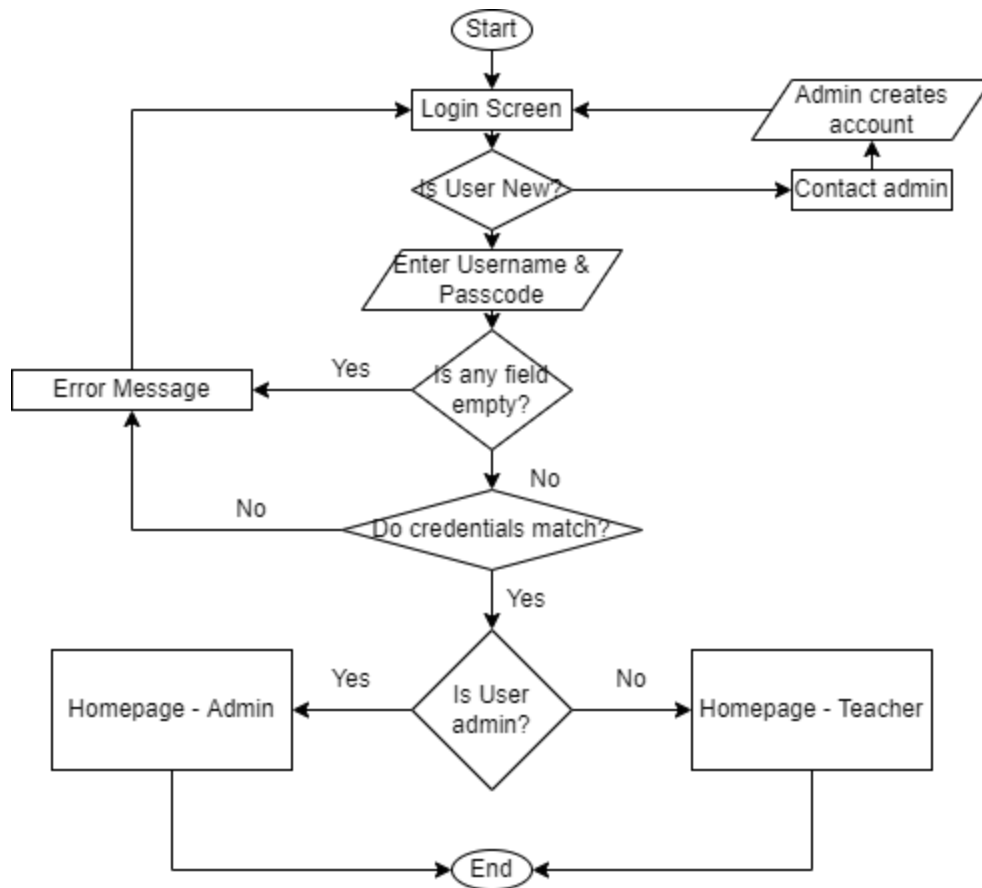 Start
Login Screen
Admin creates
account
Is User New?
Contact admin
Enter Username &
Passcode
Yes
Is any field
empty?
Error Message
No
No
Do credentials match?
Yes
Yes
No
Is User
admin?
Homepage - Admin
Homepage - Teacher
End